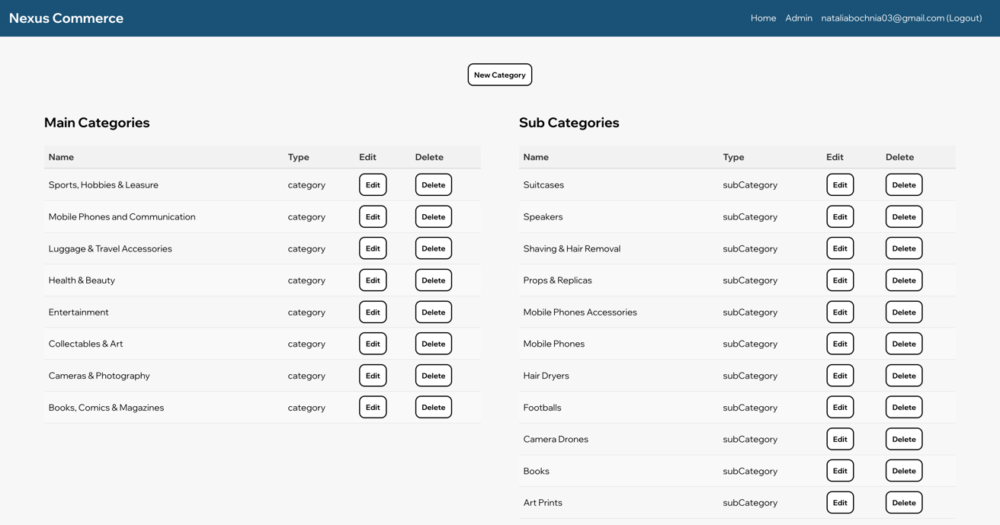 Nexus Commerce
Home Admin nataliabochnia03@gmail.com (Logout)
New Category
Main Categories
Name Type Edit Delete
Sports, Hobbies & Leasure category Edit Delete
Mobile Phones and Communication category Edit Delete
Luggage & Travel Accessories category Edit Delete
Health & Beauty category Edit Delete
Entertainment category Edit Delete
Collectables & Art category Edit Delete
Cameras & Photography category Edit Delete
Books, Comics & Magazines category Edit Delete
Sub Categories
Name Type Edit Delete
Suitcases subCategory Edit Delete
Speakers subCategory Edit Delete
Shaving & Hair Removal subCategory Edit Delete
Props & Replicas subCategory Edit Delete
Mobile Phones Accessories subCategory Edit Delete
Mobile Phones subCategory Edit Delete
Hair Dryers subCategory Edit Delete
Footballs subCategory Edit Delete
Camera Drones subCategory Edit Delete
Books subCategory Edit Delete
Art Prints subCategory Edit Delete